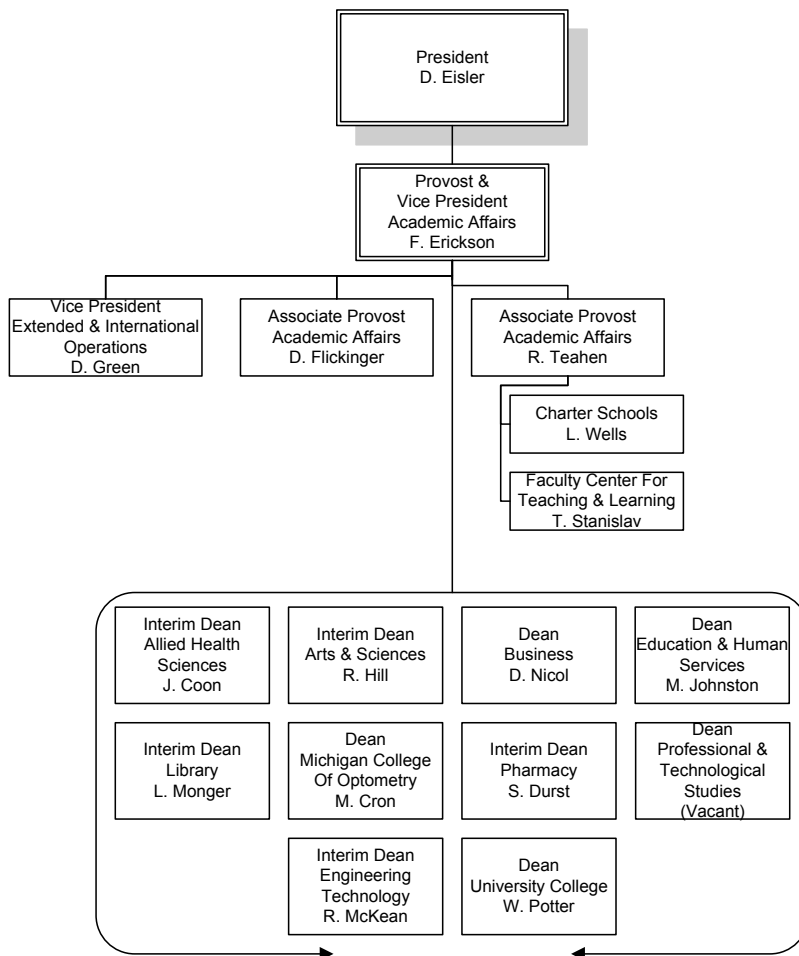 President
D. Eisler
Provost &
Vice President
Academic Affairs
F. Erickson
Vice President
Extended & International
Operations
D. Green
Associate Provost
Academic Affairs
D. Flickinger
Associate Provost
Academic Affairs
R. Teahen
Charter Schools
L. Wells
Faculty Center For
Teaching & Learning
T. Stanislav
Interim Dean
Allied Health
Sciences
J. Coon
Interim Dean
Arts & Sciences
R. Hill
Dean
Business
D. Nicol
Dean
Education & Human
Services
M. Johnston
Interim Dean
Library
L. Monger
Dean
Michigan College
Of Optometry
M. Cron
Interim Dean
Pharmacy
S. Durst
Dean
Professional &
Technological
Studies
(Vacant)
Interim Dean
Engineering
Technology
R. McKean
Dean
University College
W. Potter